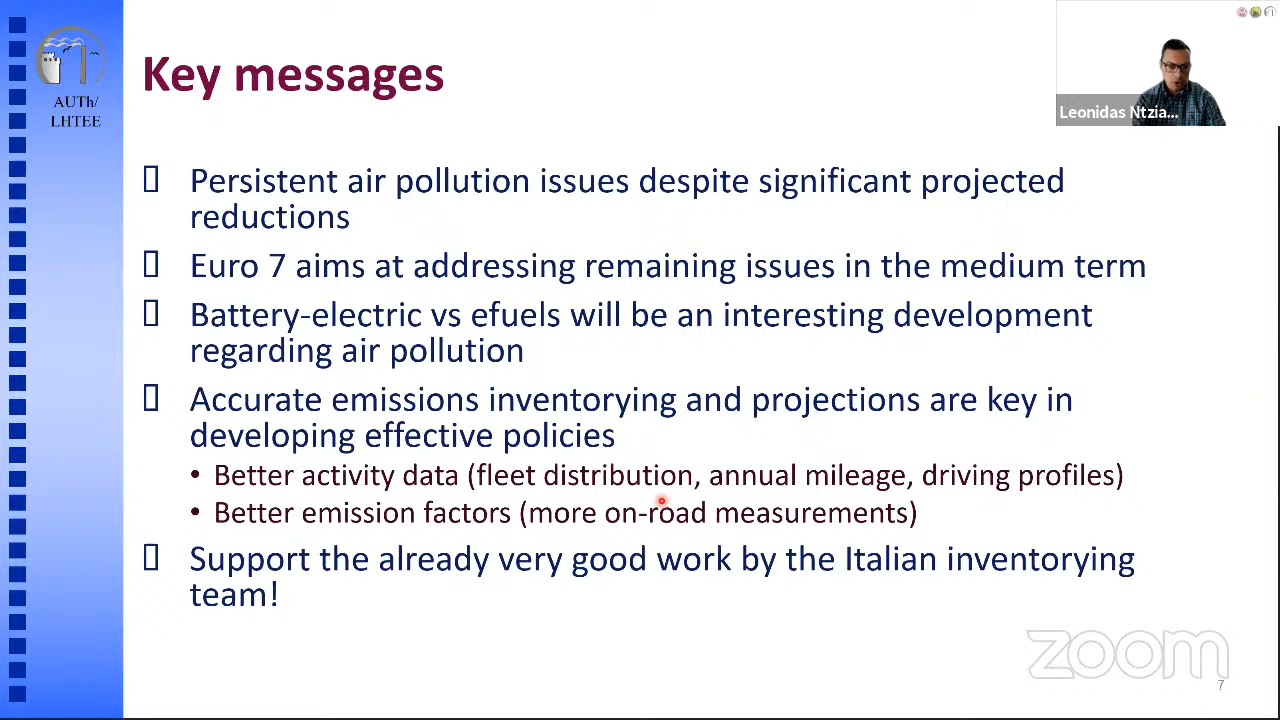 AUTh/
LHTEE
Key messages
Leonidas Ntzia...
Persistent air pollution issues despite significant projected
reductions
Euro 7 aims at addressing remaining issues in the medium term
Battery-electric vs efuels will be an interesting development
regarding air pollution
Accurate emissions inventorying and projections are key in
developing effective policies
• Better activity data (fleet distribution, annual mileage, driving profiles)
• Better emission factors (more on-road measurements)
Support the already very good work by the Italian inventorying
team!
zoom
7